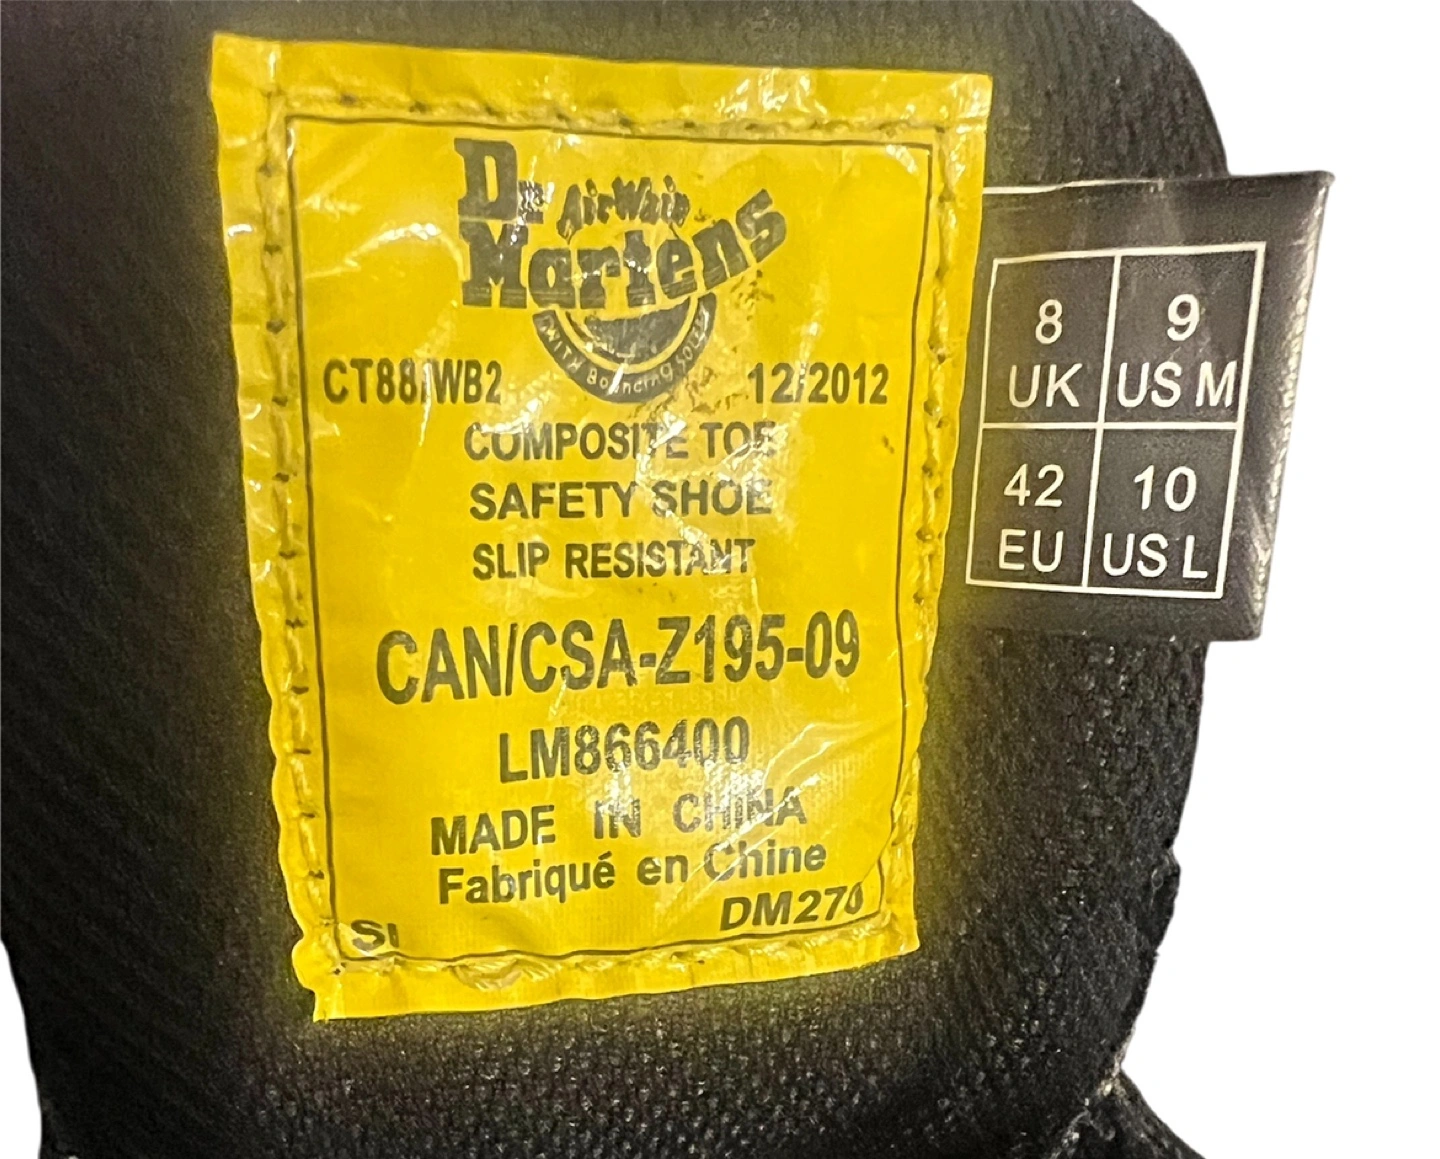 Dr
AirWair
Martens
WITH Bouncing SOLES
CT88/WB2 12/2012
COMPOSITE TOE
SAFETY SHOE
SLIP RESISTANT
CAN/CSA-Z195-09
LM866400
MADE IN CHINA
Fabriqué en Chine
SI DM270
8 UK
9 US M
42 EU
10 US L